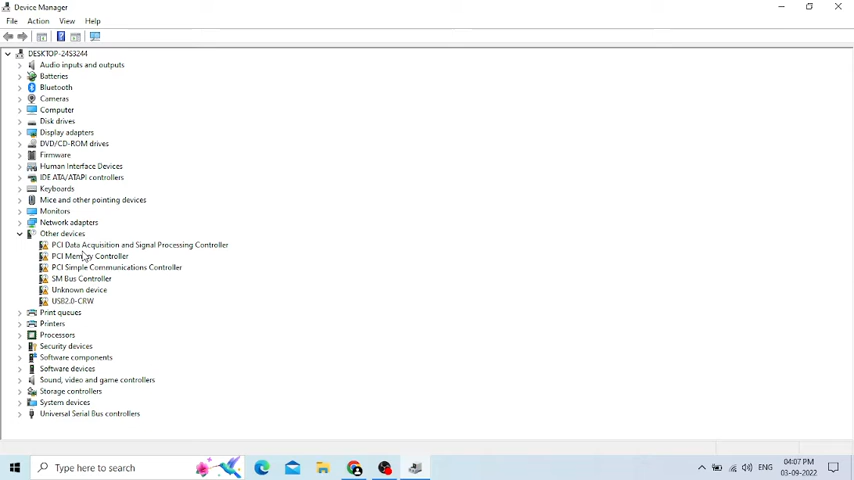 Device Manager
File Action View Help
DESKTOP-24S3244
Audio inputs and outputs
Batteries
Bluetooth
Cameras
Computer
Disk drives
Display adapters
DVD/CD-ROM drives
Firmware
Human Interface Devices
IDE ATA/ATAPI controllers
Keyboards
Mice and other pointing devices
Monitors
Network adapters
Other devices
PCI Data Acquisition and Signal Processing Controller
PCI Memory Controller
PCI Simple Communications Controller
SM Bus Controller
Unknown device
USB2.0-CRW
Print queues
Printers
Processors
Security devices
Software components
Software devices
Sound, video and game controllers
Storage controllers
System devices
Universal Serial Bus controllers
Type here to search
ENG
04:07 PM
03-09-2022